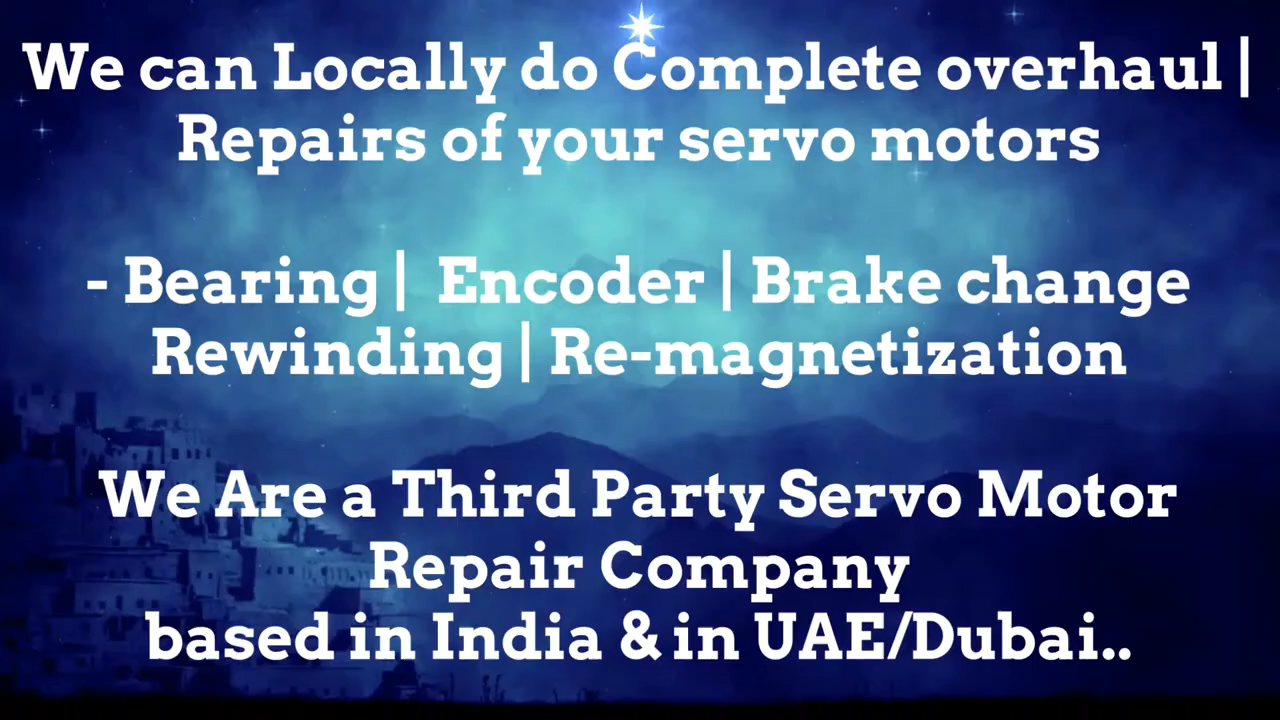 We can Locally do Complete overhaul |
Repairs of your servo motors
- Bearing | Encoder | Brake change
Rewinding | Re-magnetization
We Are a Third Party Servo Motor
Repair Company
based in India & in UAE/Dubai..